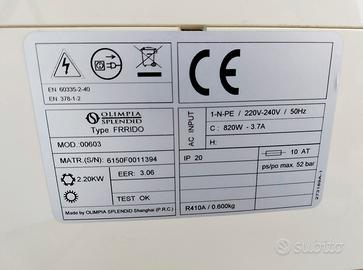 EN 60335-2-40
EN 378-1-2
CE
OLIMPIA
SPLENDID
Type FRRIDO
MOD: 00603
MATR.(S/N): 6150F0011394
2.20KW
EER: 3.06
TEST OK
Made by OLIMPIA SPLENDID Shanghai (P.R.C.)
AC INPUT
1-N-PE / 220V-240V / 50Hz
C: 820W - 3.7A
H:
IP 20
10 AT
ps/po max. 52 bar
R410A / 0.600kg
273169A-1
subito